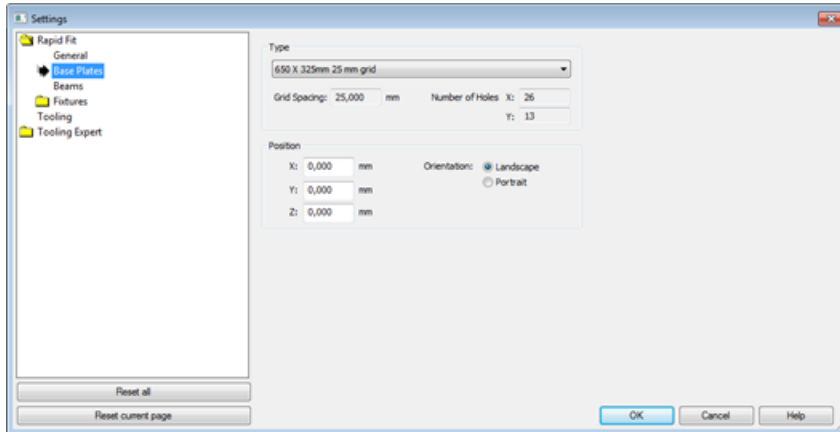 Settings
Rapid Fit
General
Base Plates
Beams
Fixtures
Tooling
Tooling Expert
Reset all
Reset current page
Type
650 X 325mm 25 mm grid
Grid Spacing: 25,000 mm Number of Holes X: 26
Y: 13
Position
X: 0,000 mm Orientation: Landscape
Y: 0,000 mm Portrait
Z: 0,000 mm
OK Cancel Help